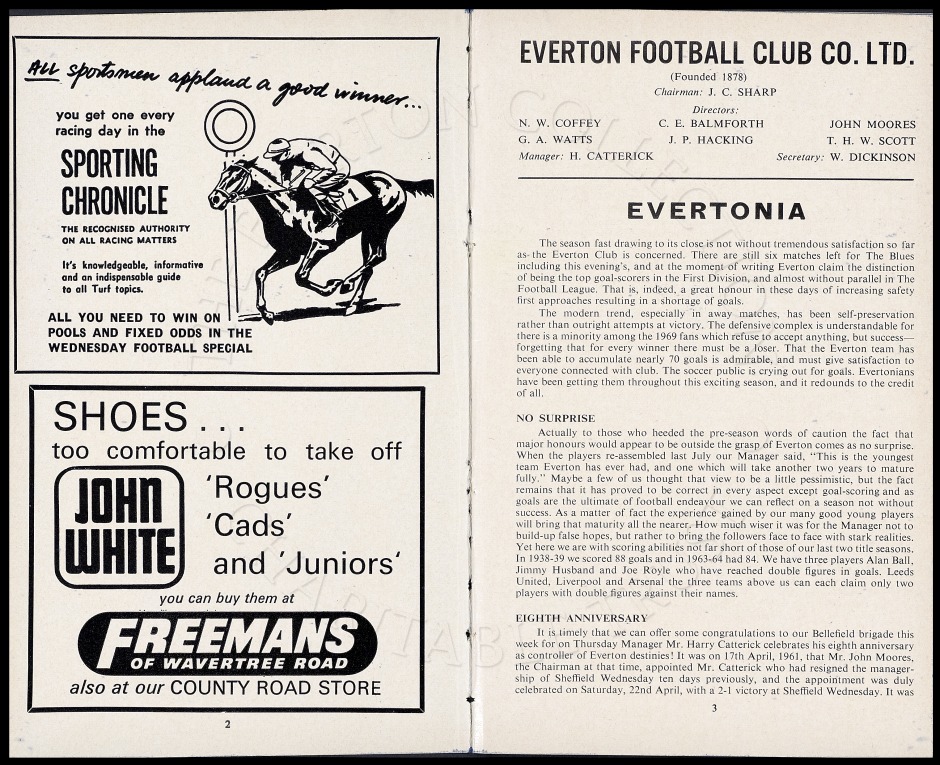 ALL sportsmen applaud a good winner...
you get one every
racing day in the
SPORTING
CHRONICLE
THE RECOGNISED AUTHORITY
ON ALL RACING MATTERS
It's knowledgeable, informative
and an indispensable guide
to all Turf topics.
ALL YOU NEED TO WIN ON
POOLS AND FIXED ODDS IN THE
WEDNESDAY FOOTBALL SPECIAL
1
SHOES...
too comfortable to take off
JOHN
WHITE
'Rogues'
'Cads'
and 'Juniors'
you can buy them at
FREEMANS
OF WAVERTREE ROAD
also at our COUNTY ROAD STORE
2
EVERTON FOOTBALL CLUB CO. LTD.
(Founded 1878)
Chairman: J. C. SHARP
Directors:
N. W. COFFEY C. E. BALMFORTH JOHN MOORES
G. A. WATTS J. P. HACKING T. H. W. SCOTT
Manager: H. CATTERICK Secretary: W. DICKINSON
EVERTONIA
The season fast drawing to its close is not without tremendous satisfaction so far
as the Everton Club is concerned. There are still six matches left for The Blues
including this evening's, and at the moment of writing Everton claim the distinction
of being the top goal-scorers in the First Division, and almost without parallel in The
Football League. That is, indeed, a great honour in these days of increasing safety
first approaches resulting in a shortage of goals.
The modern trend, especially in away matches, has been self-preservation
rather than outright attempts at victory. The defensive complex is understandable for
there is a minority among the 1969 fans which refuse to accept anything, but success—
forgetting that for every winner there must be a loser. That the Everton team has
been able to accumulate nearly 70 goals is admirable, and must give satisfaction to
everyone connected with club. The soccer public is crying out for goals. Evertonians
have been getting them throughout this exciting season, and it redounds to the credit
of all.
NO SURPRISE
Actually to those who heeded the pre-season words of caution the fact that
major honours would appear to be outside the grasp of Everton comes as no surprise.
When the players re-assembled last July our Manager said, "This is the youngest
team Everton has ever had, and one which will take another two years to mature
fully." Maybe a few of us thought that view to be a little pessimistic, but the fact
remains that it has proved to be correct in every aspect except goal-scoring and as
goals are the ultimate of football endeavour we can reflect on a season not without
success. As a matter of fact the experience gained by our many good young players
will bring that maturity all the nearer. How much wiser it was for the Manager not to
build-up false hopes, but rather to bring the followers face to face with stark realities.
Yet here we are with scoring abilities not far short of those of our last two title seasons.
In 1938-39 we scored 88 goals and in 1963-64 had 84. We have three players Alan Ball,
Jimmy Husband and Joe Royle who have reached double figures in goals. Leeds
United, Liverpool and Arsenal the three teams above us can each claim only two
players with double figures against their names.
EIGHTH ANNIVERSARY
It is timely that we can offer some congratulations to our Bellefield brigade this
week for on Thursday Manager Mr. Harry Catterick celebrates his eighth anniversary
as controller of Everton destinies! It was on 17th April, 1961, that Mr. John Moores,
the Chairman at that time, appointed Mr. Catterick who had resigned the manager-
ship of Sheffield Wednesday ten days previously, and the appointment was duly
celebrated on Saturday, 22nd April, with a 2-1 victory at Sheffield Wednesday. It was
3